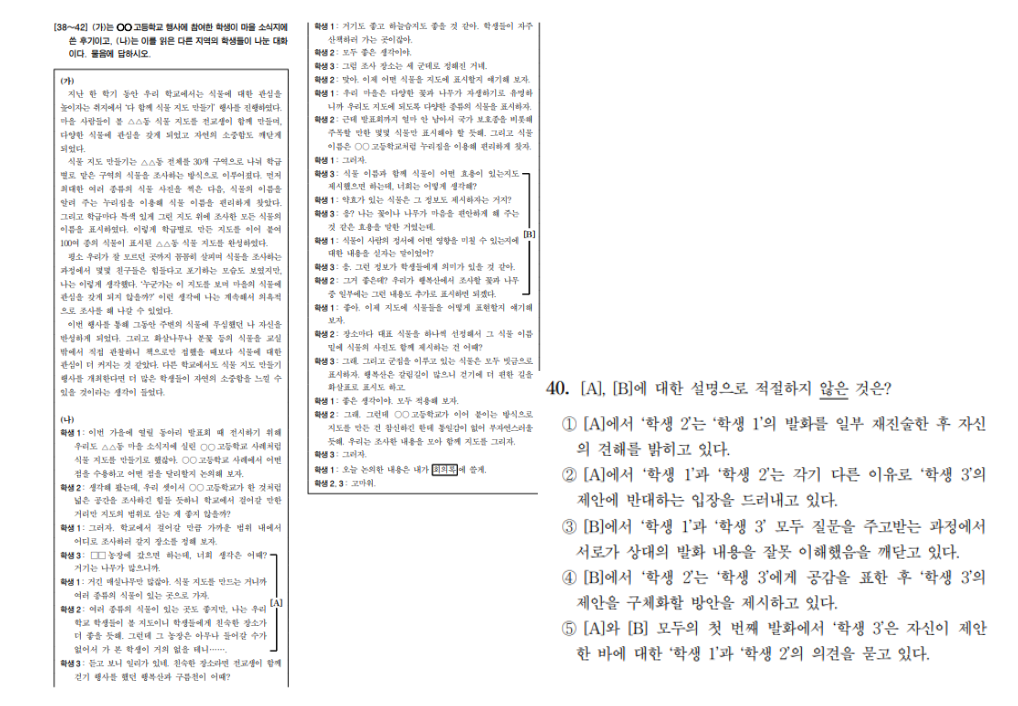 [38~42] (가)는 ○○고등학교 행사에 참여한 학생이 마을 소식지에
쓴 후기이고, (나)는 이를 읽은 다른 지역의 학생들이 나눈 대화
이다. 물음에 답하시오.
(가)
지난 한 학기 동안 우리 학교에서는 식물에 대한 관심을
높이자는 취지에서 '다 함께 식물 지도 만들기' 행사를 진행하였다.
마을 사람들이 볼 △△동 식물 지도를 전교생이 함께 만들며,
다양한 식물에 관심을 갖게 되었고 자연의 소중함도 깨닫게
되었다.
식물 지도 만들기는 △△동 전체를 30개 구역으로 나눠 학급
별로 맡은 구역의 식물을 조사하는 방식으로 이루어졌다. 먼저
최대한 여러 종류의 식물 사진을 찍은 다음, 식물의 이름을
알려 주는 누리집을 이용해 식물 이름을 편리하게 찾았다.
그리고 학급마다 특색 있게 그린 지도 위에 조사한 모든 식물의
이름을 표시하였다. 이렇게 학급별로 만든 지도를 이어 붙여
100여 종의 식물이 표시된 △△동 식물 지도를 완성하였다.
평소 우리가 잘 모르던 곳까지 꼼꼼히 살피며 식물을 조사하는
과정에서 몇몇 친구들은 힘들다고 포기하는 모습도 보였지만,
나는 이렇게 생각했다. '누군가는 이 지도를 보며 마을의 식물에
관심을 갖게 되지 않을까?' 이런 생각에 나는 계속해서 의욕적
으로 조사를 해 나갈 수 있었다.
이번 행사를 통해 그동안 주변의 식물에 무심했던 나 자신을
반성하게 되었다. 그리고 화살나무나 분꽃 등의 식물을 교실
밖에서 직접 관찰하니 책으로만 접했을 때보다 식물에 대한
관심이 더 커지는 것 같았다. 다른 학교에서도 식물 지도 만들기
행사를 개최한다면 더 많은 학생들이 자연의 소중함을 느낄 수
있을 것이라는 생각이 들었다.
(나)
학생 1: 이번 가을에 열릴 동아리 발표회 때 전시하기 위해
우리도 △△동 마을 소식지에 실린 ○○고등학교 사례처럼
식물 지도를 만들기로 했잖아. ○○고등학교 사례에서 어떤
점을 수용하고 어떤 점을 달리할지 논의해 보자.
학생 2: 생각해 봤는데, 우리 셋이서 ○○고등학교가 한 것처럼
넓은 공간을 조사하긴 힘들 듯하니 학교에서 걸어갈 만한
거리만 지도의 범위로 삼는 게 좋지 않을까?
학생 1: 그러자. 학교에서 걸어갈 만큼 가까운 범위 내에서
어디로 조사하러 갈지 장소를 정해 보자.
학생 3: □□농장에 갔으면 하는데, 너희 생각은 어때?
거기는 나무가 많으니까.
학생 1: 거긴 매실나무만 많잖아. 식물 지도를 만드는 거니까
여러 종류의 식물이 있는 곳으로 가자.
[A]
학생 2: 여러 종류의 식물이 있는 곳도 좋지만, 나는 우리
학교 학생들이 볼 지도이니 학생들에게 친숙한 장소가
더 좋을 듯해. 그런데 그 농장은 아무나 들어갈 수가
없어서 가 본 학생이 거의 없을 테니…….
학생 3: 듣고 보니 일리가 있네. 친숙한 장소라면 전교생이 함께
걷기 행사를 했던 행복산과 구름천이 어때?
학생 1: 거기도 좋고 하늘습지도 좋을 것 같아. 학생들이 자주
산책하러 가는 곳이잖아.
학생 2: 모두 좋은 생각이야.
학생 3: 그럼 조사 장소는 세 군데로 정해진 거네.
학생 2: 맞아. 이제 어떤 식물을 지도에 표시할지 얘기해 보자.
학생 1: 우리 마을은 다양한 꽃과 나무가 자생하기로 유명하
니까 우리도 지도에 되도록 다양한 종류의 식물을 표시하자.
학생 2: 근데 발표회까지 얼마 안 남아서 국가 보호종을 비롯해
주목할 만한 몇몇 식물만 표시해야 할 듯해. 그리고 식물
이름은 ○○고등학교처럼 누리집을 이용해 편리하게 찾자.
학생 1: 그러자.
학생 3: 식물 이름과 함께 식물이 어떤 효용이 있는지도
제시했으면 하는데, 너희는 어떻게 생각해?
학생 1: 약효가 있는 식물은 그 정보도 제시하자는 거지?
학생 3: 응? 나는 꽃이나 나무가 마음을 편안하게 해 주는
것 같은 효용을 말한 거였는데.
[B]
학생 1: 식물이 사람의 정서에 어떤 영향을 미칠 수 있는지에
대한 내용을 싣자는 말이었어?
학생 3: 응. 그런 정보가 학생들에게 의미가 있을 것 같아.
학생 2: 그거 좋은데? 우리가 행복산에서 조사할 꽃과 나무
중 일부에는 그런 내용도 추가로 표시하면 되겠다.
학생 1: 좋아. 이제 지도에 식물들을 어떻게 표현할지 얘기해
보자.
학생 2: 장소마다 대표 식물을 하나씩 선정해서 그 식물 이름
밑에 식물의 사진도 함께 제시하는 건 어때?
학생 3: 그래. 그리고 군집을 이루고 있는 식물은 모두 빗금으로
표시하자. 행복산은 갈림길이 많으니 걷기에 더 편한 길을
화살표로 표시도 하고.
학생 1: 좋은 생각이야. 모두 적용해 보자.
학생 2: 그래. 그런데 ○○고등학교가 이어 붙이는 방식으로
지도를 만든 건 참신하긴 한데 통일감이 없어 부자연스러울
듯해. 우리는 조사한 내용을 모아 함께 지도를 그리자.
학생 3: 그러자.
학생 1: 오늘 논의한 내용은 내가 회의록에 쓸게.
학생 2, 3: 고마워.
40. [A], [B]에 대한 설명으로 적절하지 않은 것은?
① [A]에서 '학생 2'는 '학생 1'의 발화를 일부 재진술한 후 자신
의 견해를 밝히고 있다.
② [A]에서 '학생 1'과 '학생 2'는 각기 다른 이유로 '학생 3'의
제안에 반대하는 입장을 드러내고 있다.
③ [B]에서 '학생 1'과 '학생 3' 모두 질문을 주고받는 과정에서
서로가 상대의 발화 내용을 잘못 이해했음을 깨닫고 있다.
④ [B]에서 '학생 2'는 '학생 3'에게 공감을 표한 후 '학생 3'의
제안을 구체화할 방안을 제시하고 있다.
⑤ [A]와 [B] 모두의 첫 번째 발화에서 '학생 3'은 자신이 제안
한 바에 대한 '학생 1'과 '학생 2'의 의견을 묻고 있다.